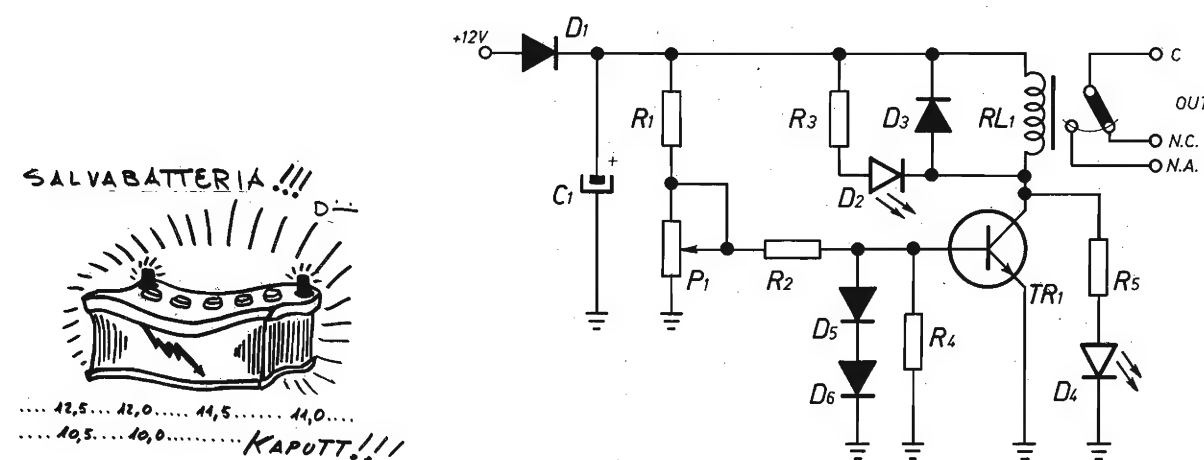 SALVABATTERIA !!!
.... 12,5... 12,0..... 11,5...... 11,0....
.... 10,5.... 10,0......... KAPUTT!!!
+12V
D1
C1
+
R1
P1
R2
R3
D2
D3
RL1
C
OUT
N.C.
N.A.
D5
D6
R4
TR1
R5
D4